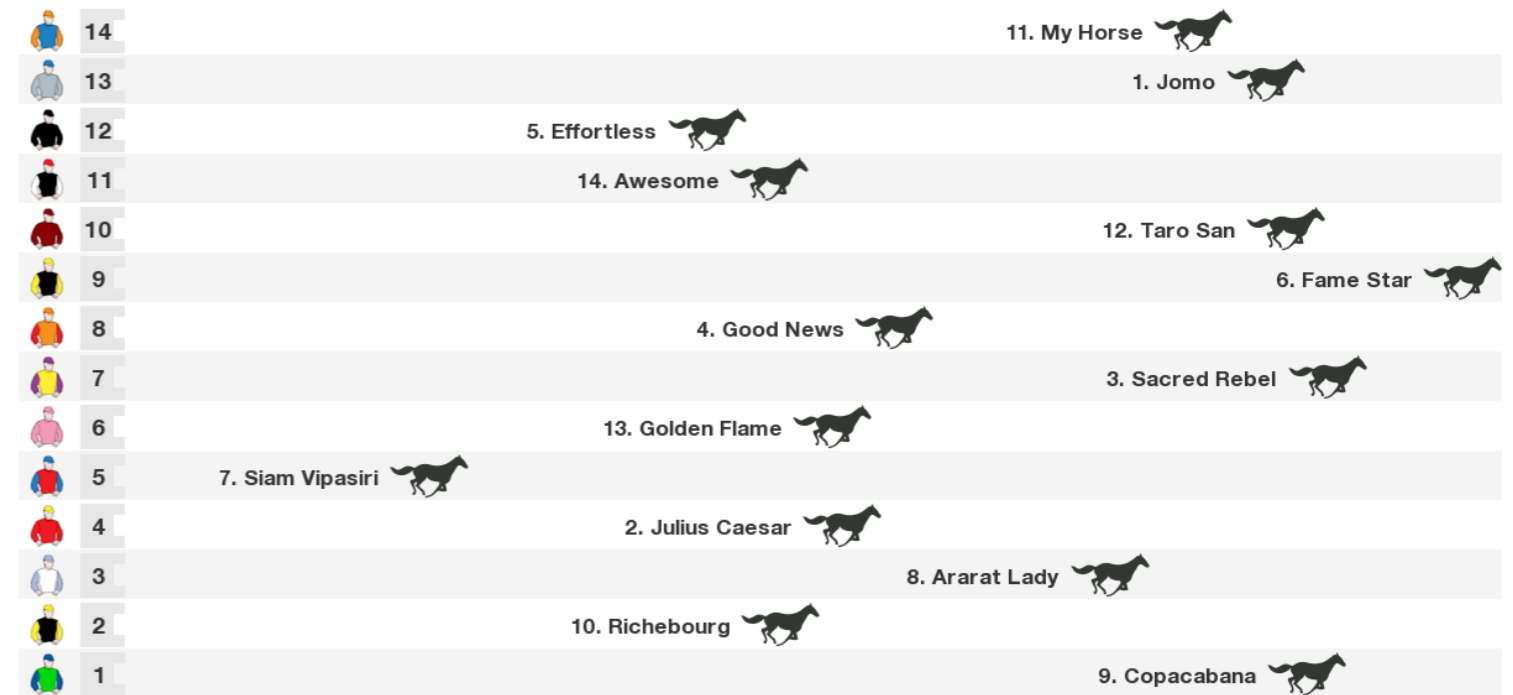 14 11. My Horse
13 1. Jomo
12 5. Effortless
11 14. Awesome
10 12. Taro San
9 6. Fame Star
8 4. Good News
7 3. Sacred Rebel
6 13. Golden Flame
5 7. Siam Vipasiri
4 2. Julius Caesar
3 8. Ararat Lady
2 10. Richebourg
1 9. Copacabana